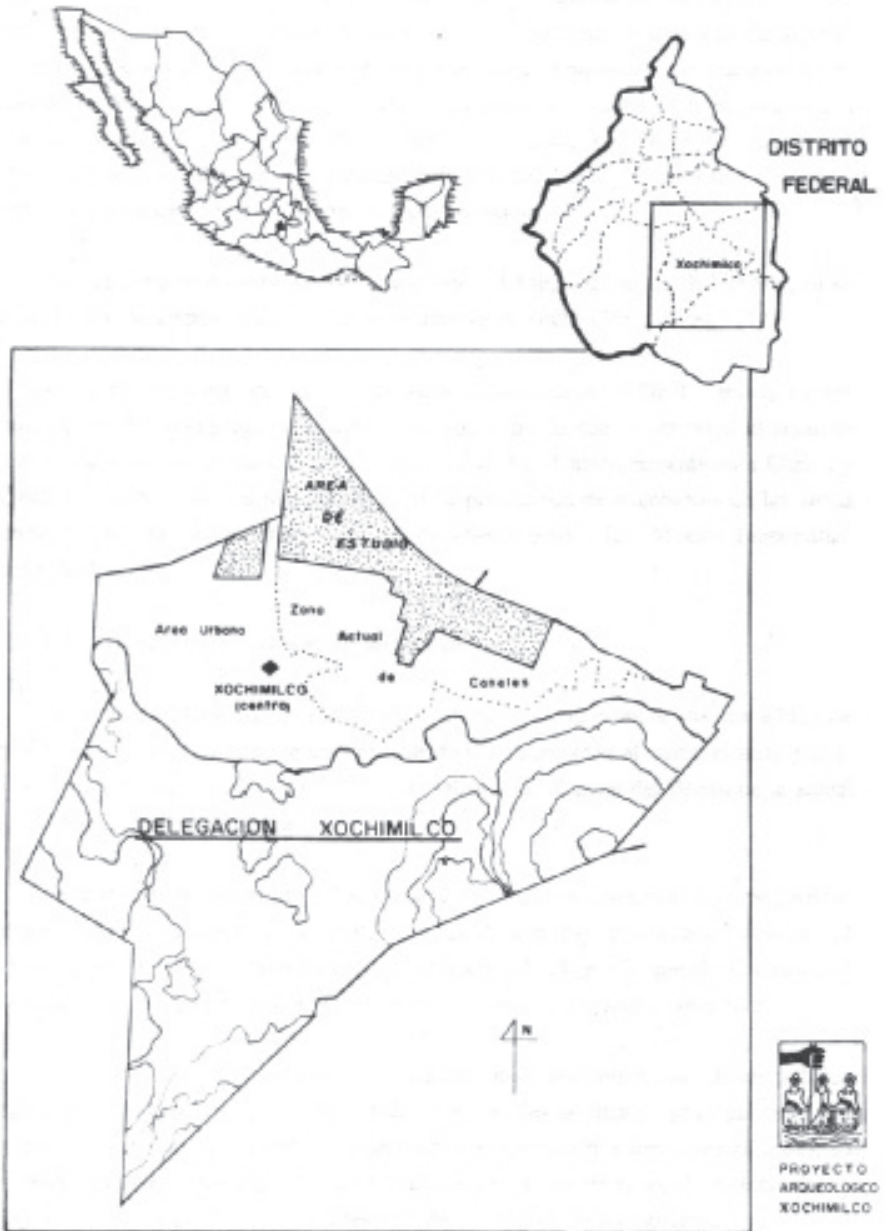 DISTRITO
FEDERAL
Xochimilco
AREA
DE
ESTUDIO
Zona
Area Urbana
Actual
de
Canales
XOCHIMILCO
(centro)
DELEGACION XOCHIMILCO
N
PROYECTO
ARQUEOLOGICO
XOCHIMILCO